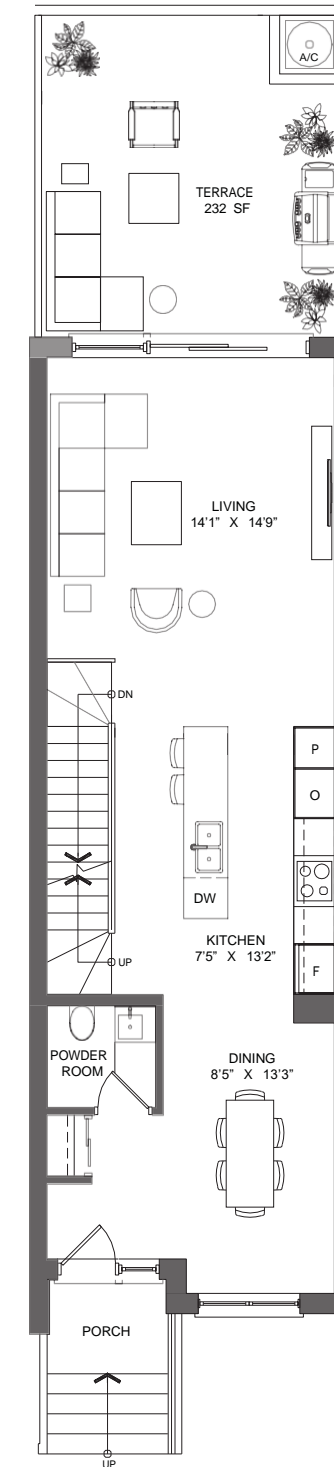 A/C
TERRACE
232 SF
LIVING
14'1" X 14'9"
DN
P
O
DW
UP
KITCHEN
7'5" X 13'2"
F
POWDER
ROOM
DINING
8'5" X 13'3"
PORCH
UP